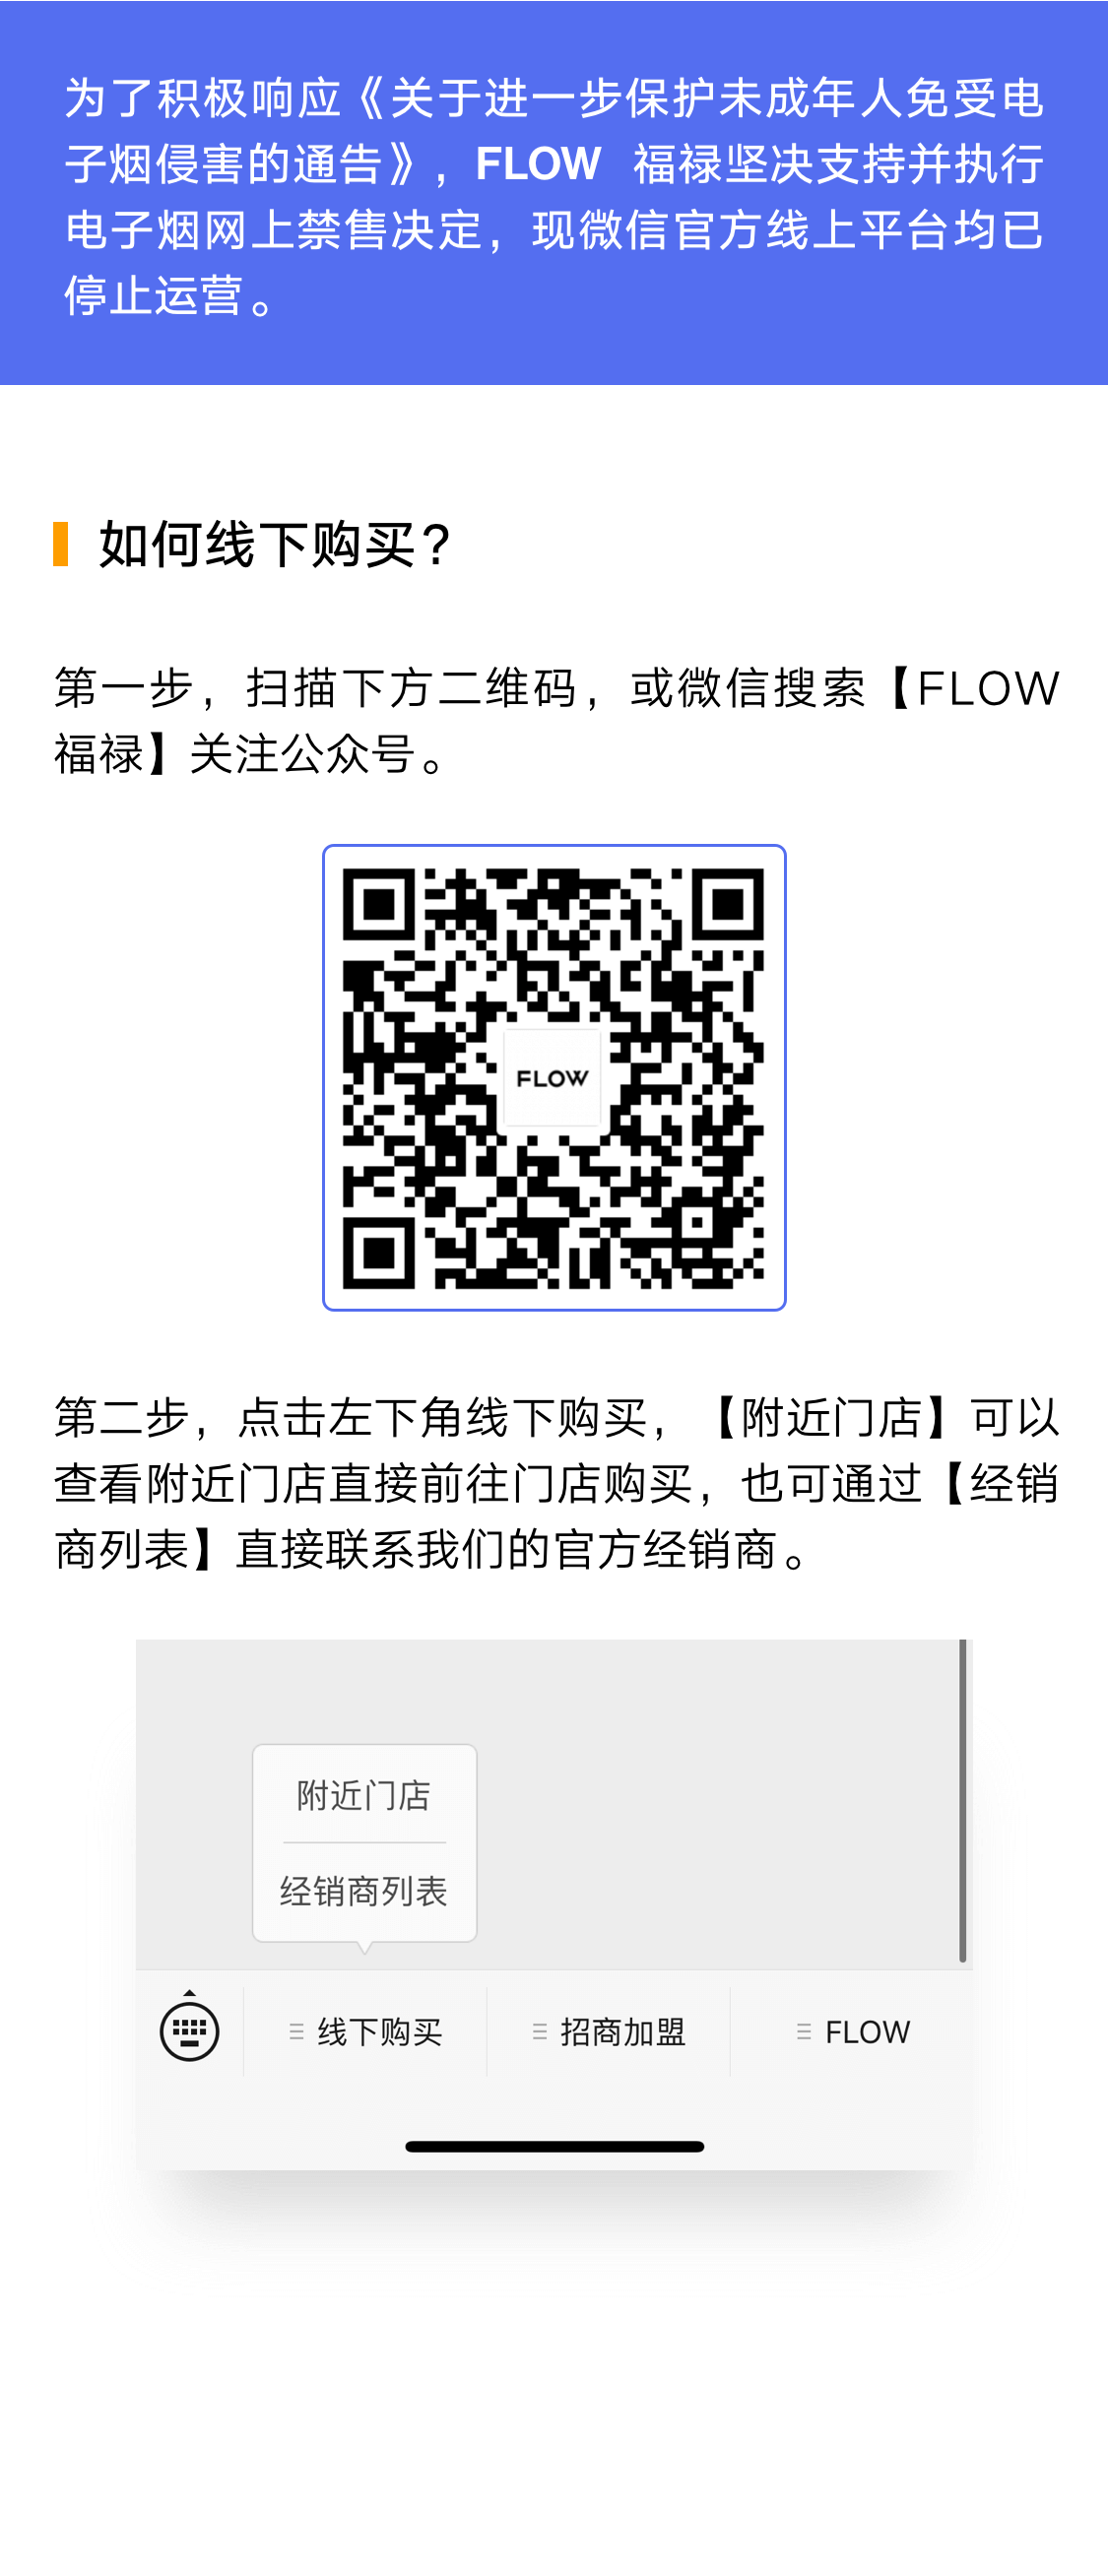 为了积极响应《关于进一步保护未成年人免受电
子烟侵害的通告》，FLOW 福禄坚决支持并执行
电子烟网上禁售决定，现微信官方线上平台均已
停止运营。
如何线下购买？
第一步，扫描下方二维码，或微信搜索【FLOW
福禄】关注公众号。
FLOW
第二步，点击左下角线下购买，【附近门店】可以
查看附近门店直接前往门店购买，也可通过【经销
商列表】直接联系我们的官方经销商。
附近门店
经销商列表
线下购买 招商加盟 FLOW